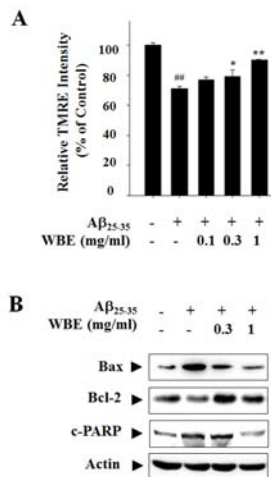 A
Relative TMRE Intensity
(% of Control)
100
80
60
40
20
0
## * **
Aβ25-35 - + + + +
WBE (mg/ml) - - 0.1 0.3 1
B
Aβ25-35 - + + +
WBE (mg/ml) - - 0.3 1
Bax
Bcl-2
c-PARP
Actin